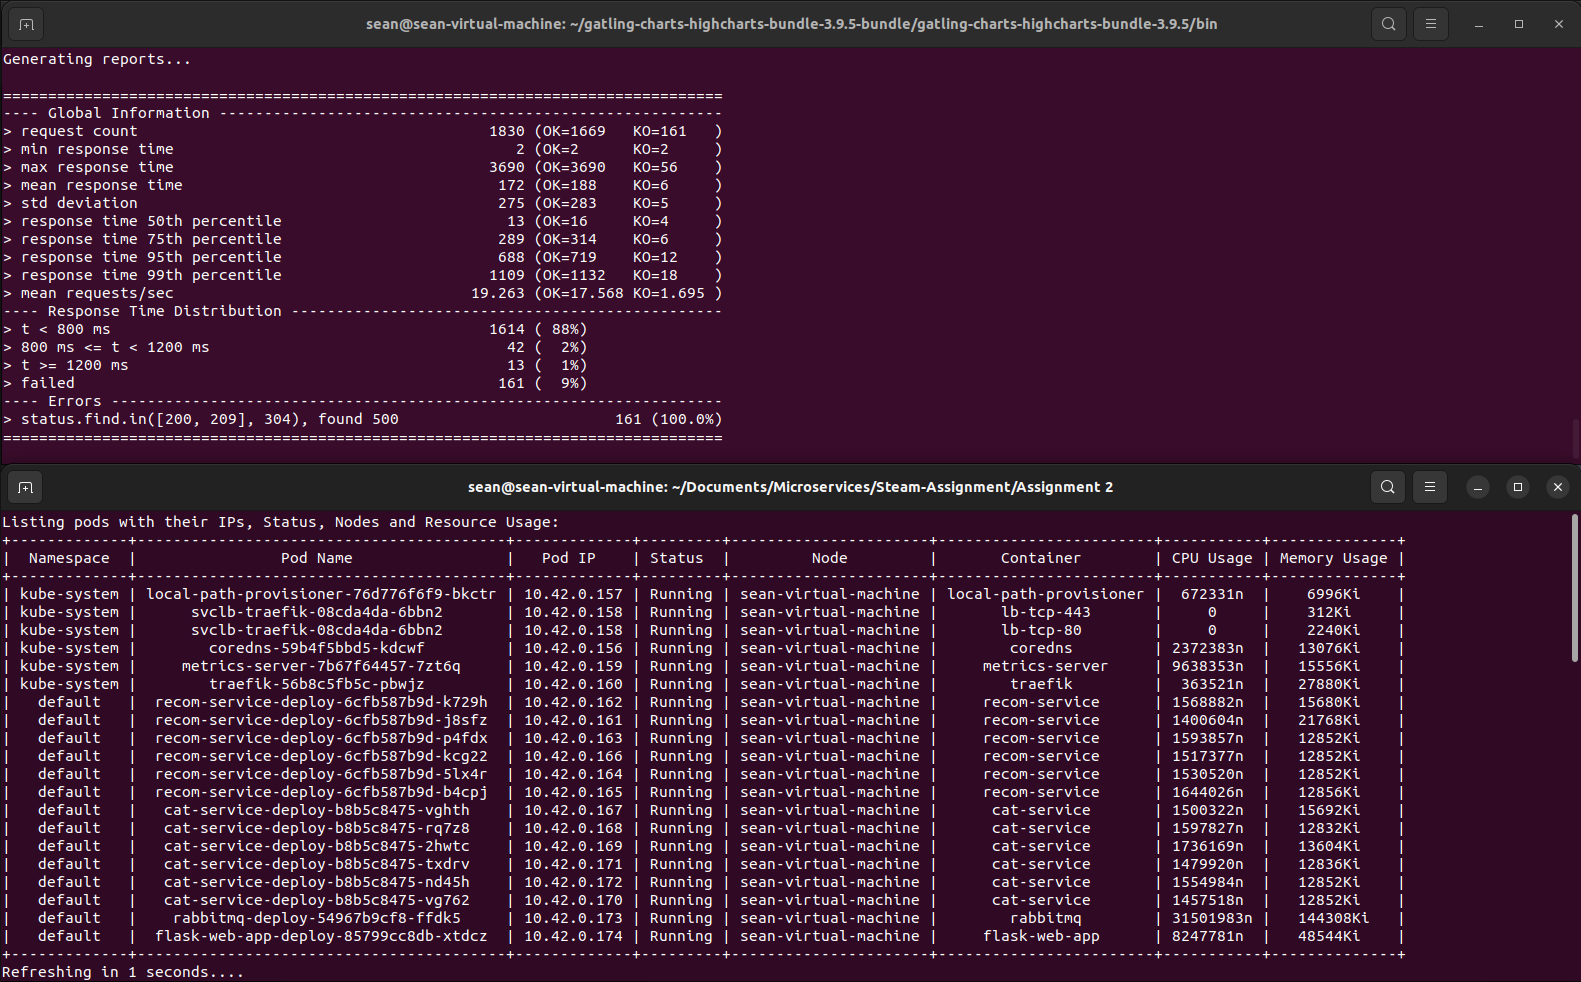 sean@sean-virtual-machine: ~/gatling-charts-highcharts-bundle-3.9.5-bundle/gatling-charts-highcharts-bundle-3.9.5/bin
Generating reports...
================================================================================
---- Global Information --------------------------------------------------------
> request count                                       1830 (OK=1669   KO=161   )
> min response time                                      2 (OK=2      KO=2     )
> max response time                                   3690 (OK=3690   KO=56    )
> mean response time                                   172 (OK=188    KO=6     )
> std deviation                                        275 (OK=283    KO=5     )
> response time 50th percentile                         13 (OK=16     KO=4     )
> response time 75th percentile                        289 (OK=314    KO=6     )
> response time 95th percentile                        688 (OK=719    KO=12    )
> response time 99th percentile                       1109 (OK=1132   KO=18    )
> mean requests/sec                                 19.263 (OK=17.568 KO=1.695 )
---- Response Time Distribution ------------------------------------------------
> t < 800 ms                                          1614 ( 88%)
> 800 ms <= t < 1200 ms                                 42 (  2%)
> t >= 1200 ms                                          13 (  1%)
> failed                                               161 (  9%)
---- Errors --------------------------------------------------------------------
> status.find.in([200, 209], 304), found 500                        161 (100.0%)
================================================================================
sean@sean-virtual-machine: ~/Documents/Microservices/Steam-Assignment/Assignment 2
Listing pods with their IPs, Status, Nodes and Resource Usage:
+-------------+-----------------------------------------+-------------+---------+----------------------+------------------------+-----------+--------------+
|  Namespace  |                Pod Name                 |   Pod IP    | Status  |         Node         |       Container        | CPU Usage | Memory Usage |
+-------------+-----------------------------------------+-------------+---------+----------------------+------------------------+-----------+--------------+
| kube-system | local-path-provisioner-76d776f6f9-bkctr | 10.42.0.157 | Running | sean-virtual-machine | local-path-provisioner |  672331n  |    6996Ki    |
| kube-system |      svclb-traefik-08cda4da-6bbn2       | 10.42.0.158 | Running | sean-virtual-machine |       lb-tcp-443       |     0     |    312Ki     |
| kube-system |      svclb-traefik-08cda4da-6bbn2       | 10.42.0.158 | Running | sean-virtual-machine |       lb-tcp-80        |     0     |    2240Ki    |
| kube-system |        coredns-59b4f5bbd5-kdcwf         | 10.42.0.156 | Running | sean-virtual-machine |        coredns         | 2372383n  |   13076Ki    |
| kube-system |     metrics-server-7b67f64457-7zt6q     | 10.42.0.159 | Running | sean-virtual-machine |     metrics-server     | 9638353n  |   15556Ki    |
| kube-system |        traefik-56b8c5fb5c-pbwjz         | 10.42.0.160 | Running | sean-virtual-machine |        traefik         |  363521n  |   27880Ki    |
|   default   |  recom-service-deploy-6cfb587b9d-k729h  | 10.42.0.162 | Running | sean-virtual-machine |     recom-service      | 1568882n  |   15680Ki    |
|   default   |  recom-service-deploy-6cfb587b9d-j8sfz  | 10.42.0.161 | Running | sean-virtual-machine |     recom-service      | 1400604n  |   21768Ki    |
|   default   |  recom-service-deploy-6cfb587b9d-p4fdx  | 10.42.0.163 | Running | sean-virtual-machine |     recom-service      | 1593857n  |   12852Ki    |
|   default   |  recom-service-deploy-6cfb587b9d-kcg22  | 10.42.0.166 | Running | sean-virtual-machine |     recom-service      | 1517377n  |   12852Ki    |
|   default   |  recom-service-deploy-6cfb587b9d-5lx4r  | 10.42.0.164 | Running | sean-virtual-machine |     recom-service      | 1530520n  |   12852Ki    |
|   default   |  recom-service-deploy-6cfb587b9d-b4cpj  | 10.42.0.165 | Running | sean-virtual-machine |     recom-service      | 1644026n  |   12856Ki    |
|   default   |   cat-service-deploy-b8b5c8475-vghth    | 10.42.0.167 | Running | sean-virtual-machine |      cat-service       | 1500322n  |   15692Ki    |
|   default   |   cat-service-deploy-b8b5c8475-rq7z8    | 10.42.0.168 | Running | sean-virtual-machine |      cat-service       | 1597827n  |   12832Ki    |
|   default   |   cat-service-deploy-b8b5c8475-2hwtc    | 10.42.0.169 | Running | sean-virtual-machine |      cat-service       | 1736169n  |   13604Ki    |
|   default   |   cat-service-deploy-b8b5c8475-txdrv    | 10.42.0.171 | Running | sean-virtual-machine |      cat-service       | 1479920n  |   12836Ki    |
|   default   |   cat-service-deploy-b8b5c8475-nd45h    | 10.42.0.172 | Running | sean-virtual-machine |      cat-service       | 1554984n  |   12852Ki    |
|   default   |   cat-service-deploy-b8b5c8475-vg762    | 10.42.0.170 | Running | sean-virtual-machine |      cat-service       | 1457518n  |   12852Ki    |
|   default   |    rabbitmq-deploy-54967b9cf8-ffdk5     | 10.42.0.173 | Running | sean-virtual-machine |        rabbitmq        | 31501983n |   144308Ki   |
|   default   |  flask-web-app-deploy-85799cc8db-xtdcz  | 10.42.0.174 | Running | sean-virtual-machine |     flask-web-app      | 8247781n  |   48544Ki    |
+-------------+-----------------------------------------+-------------+---------+----------------------+------------------------+-----------+--------------+
Refreshing in 1 seconds....